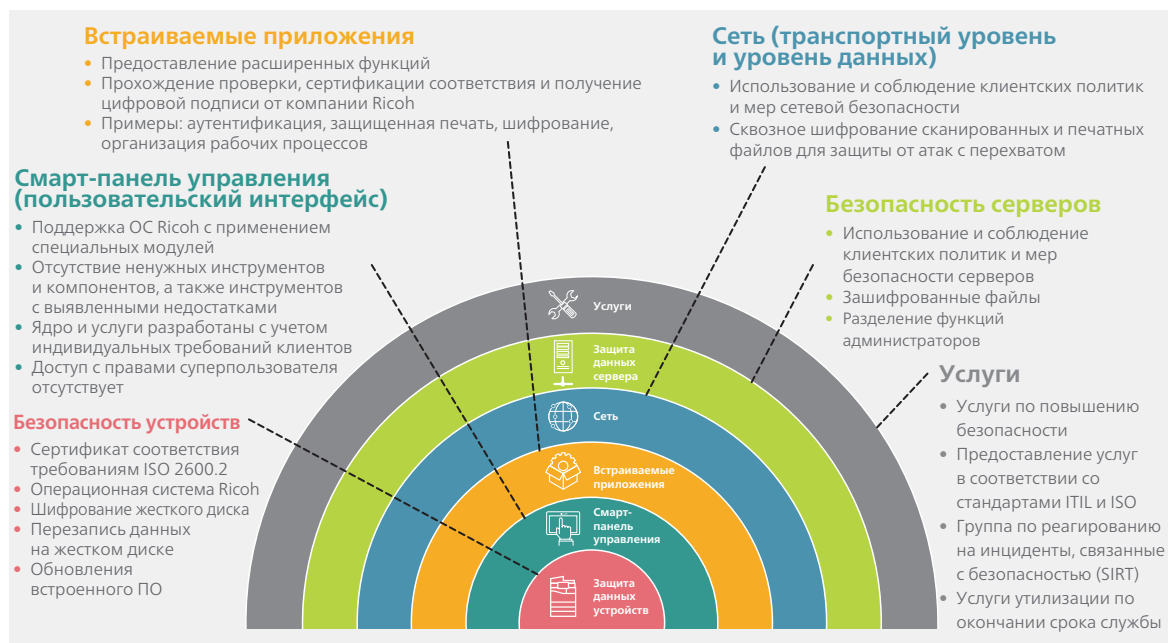 Встраиваемые приложения
• Предоставление расширенных функций
• Прохождение проверки, сертификации соответствия и получение
цифровой подписи от компании Ricoh
• Примеры: аутентификация, защищенная печать, шифрование,
организация рабочих процессов
Сеть (транспортный уровень
и уровень данных)
• Использование и соблюдение клиентских политик
и мер сетевой безопасности
• Сквозное шифрование сканированных и печатных
файлов для защиты от атак с перехватом
Смарт-панель управления
(пользовательский интерфейс)
• Поддержка ОС Ricoh с применением
специальных модулей
• Отсутствие ненужных инструментов
и компонентов, а также инструментов
с выявленными недостатками
• Ядро и услуги разработаны с учетом
индивидуальных требований клиентов
• Доступ с правами суперпользователя
отсутствует
Безопасность серверов
• Использование и соблюдение
клиентских политик и мер
безопасности серверов
• Зашифрованные файлы
• Разделение функций
администраторов
Безопасность устройств
• Сертификат соответствия
требованиям ISO 2600.2
• Операционная система Ricoh
• Шифрование жесткого диска
• Перезапись данных
на жестком диске
• Обновления
встроенного ПО
Услуги
• Услуги по повышению
безопасности
• Предоставление услуг
в соответствии со
стандартами ITIL и ISO
• Группа по реагированию
на инциденты, связанные
с безопасностью (SIRT)
• Услуги утилизации по
окончании срока службы
Услуги
Защита
данных
сервера
Сеть
Встраиваемые
приложения
Смарт-
панель
управления
Защита
данных
устройств